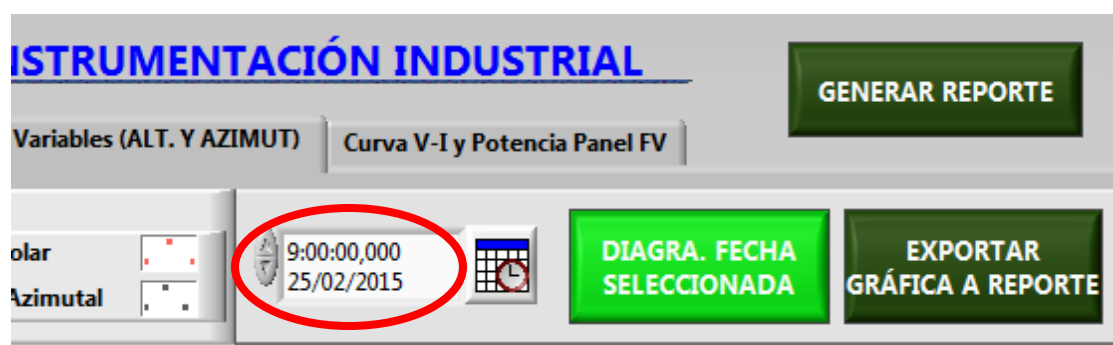 NSTRUMENTACIÓN INDUSTRIAL
GENERAR REPORTE
Variables (ALT. Y AZIMUT)
Curva V-I y Potencia Panel FV
olar
Azimutal
9:00:00,000
25/02/2015
DIAGRA. FECHA
SELECCIONADA
EXPORTAR
GRÁFICA A REPORTE